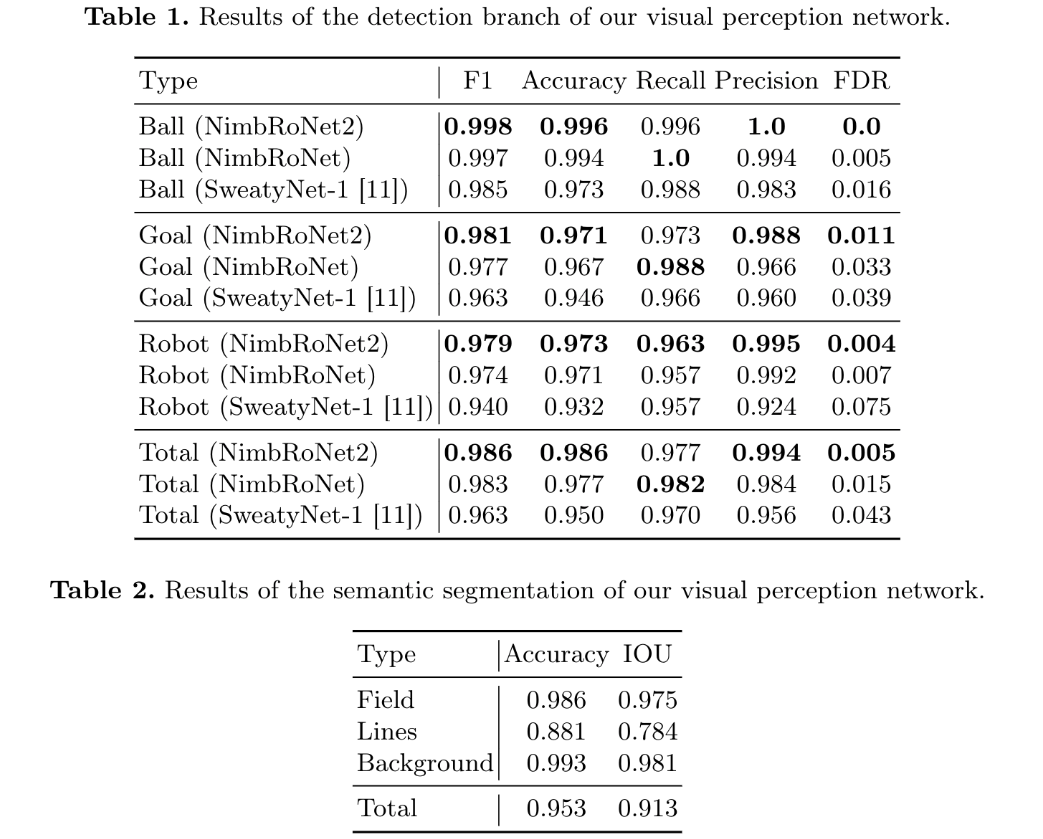 Table 1. Results of the detection branch of our visual perception network.
Type F1 Accuracy Recall Precision FDR
Ball (NimbRoNet2) 0.998 0.996 0.996 1.0 0.0
Ball (NimbRoNet) 0.997 0.994 1.0 0.994 0.005
Ball (SweatyNet-1 [11]) 0.985 0.973 0.988 0.983 0.016
Goal (NimbRoNet2) 0.981 0.971 0.973 0.988 0.011
Goal (NimbRoNet) 0.977 0.967 0.988 0.966 0.033
Goal (SweatyNet-1 [11]) 0.963 0.946 0.966 0.960 0.039
Robot (NimbRoNet2) 0.979 0.973 0.963 0.995 0.004
Robot (NimbRoNet) 0.974 0.971 0.957 0.992 0.007
Robot (SweatyNet-1 [11]) 0.940 0.932 0.957 0.924 0.075
Total (NimbRoNet2) 0.986 0.986 0.977 0.994 0.005
Total (NimbRoNet) 0.983 0.977 0.982 0.984 0.015
Total (SweatyNet-1 [11]) 0.963 0.950 0.970 0.956 0.043
Table 2. Results of the semantic segmentation of our visual perception network.
Type Accuracy IOU
Field 0.986 0.975
Lines 0.881 0.784
Background 0.993 0.981
Total 0.953 0.913